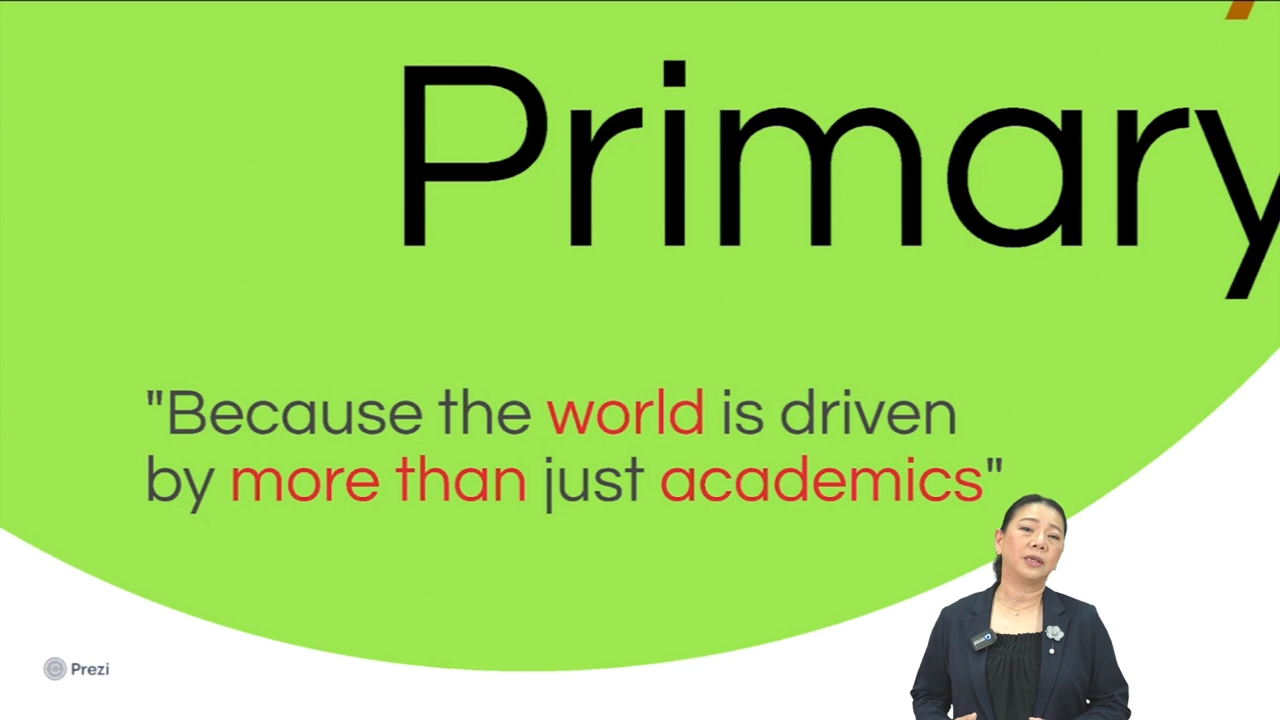 Primary
"Because the world is driven
by more than just academics"
Prezi